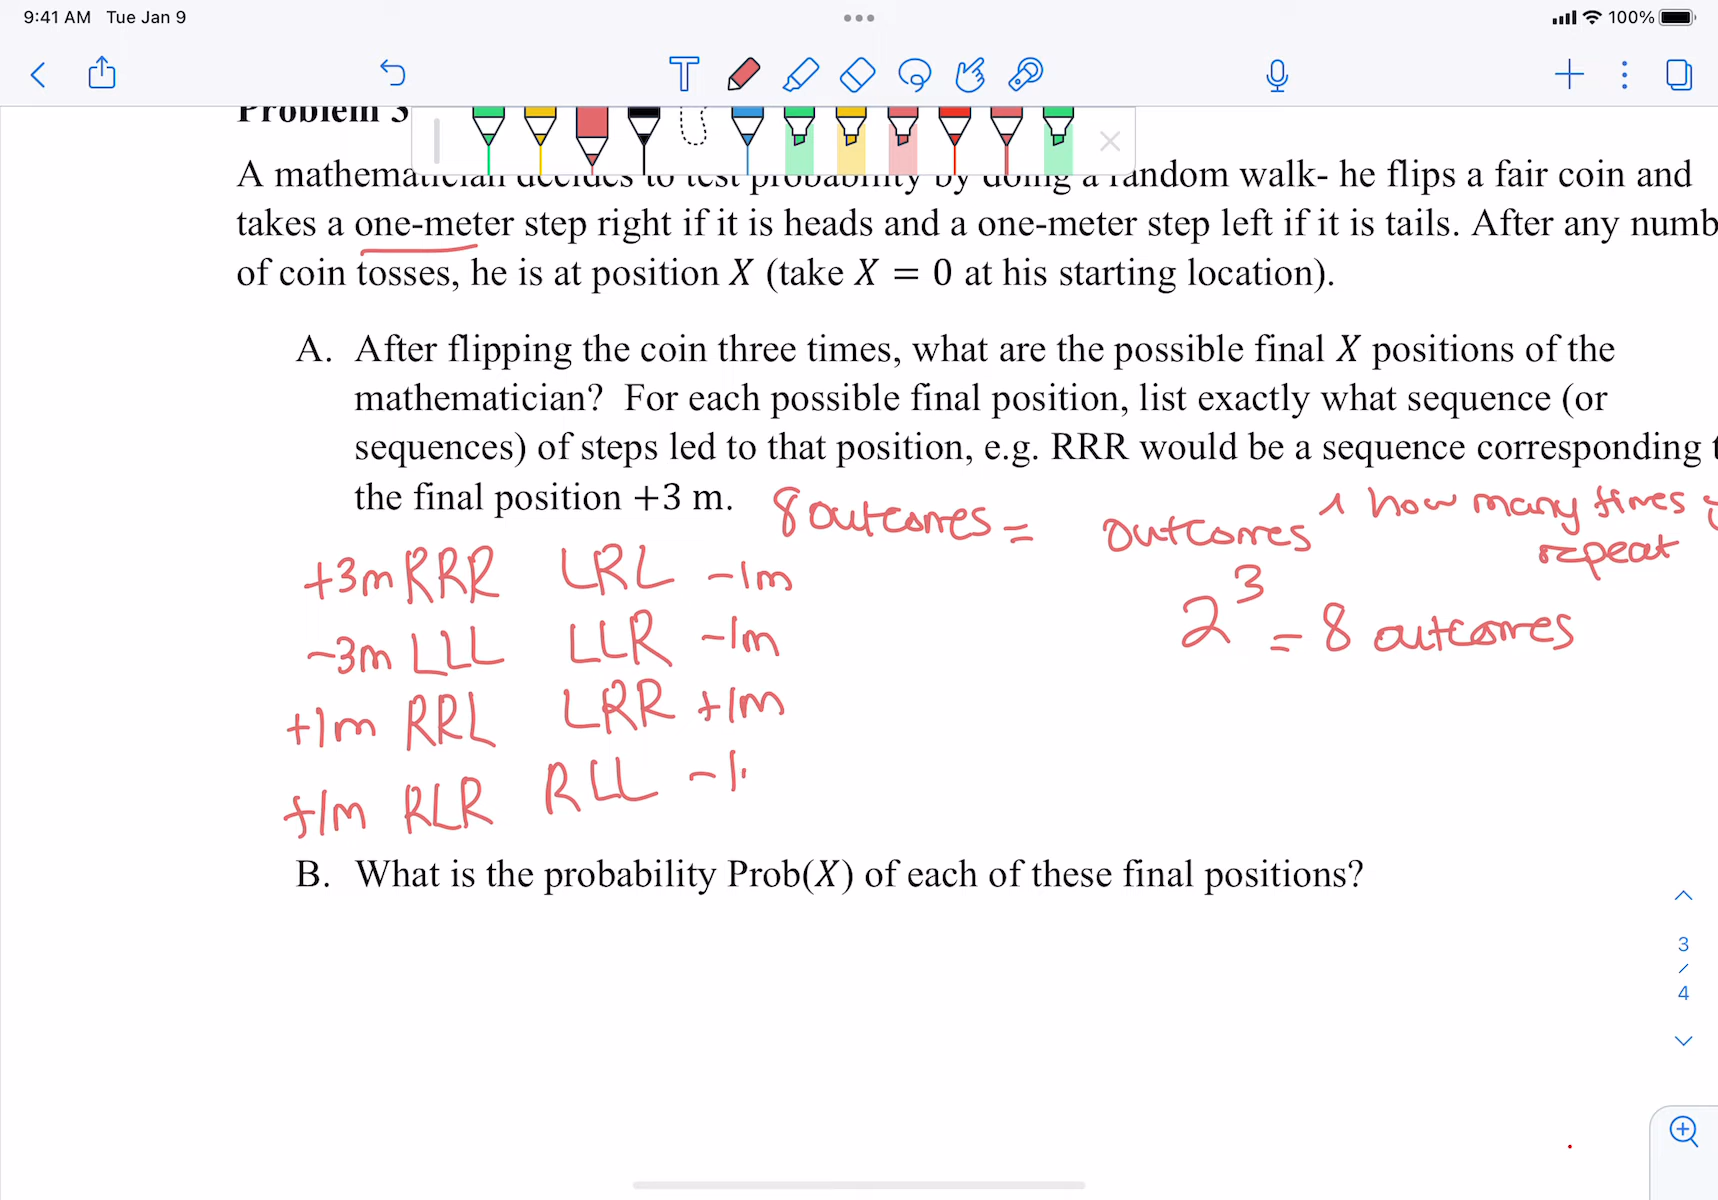 9:41 AM Tue Jan 9
100%
Problem 3
A mathematician decides to test probability by doing a random walk- he flips a fair coin and
takes a one-meter step right if it is heads and a one-meter step left if it is tails. After any numb
of coin tosses, he is at position X (take X = 0 at his starting location).
A. After flipping the coin three times, what are the possible final X positions of the
mathematician? For each possible final position, list exactly what sequence (or
sequences) of steps led to that position, e.g. RRR would be a sequence corresponding t
the final position +3 m.
8 outcomes = outcomes ^ how many times
repeat
2³ = 8 outcomes
+3m RRR LRL -1m
-3m LLL LLR -1m
+1m RRL LRR +1m
+1m RLR RLL -1
B. What is the probability Prob(X) of each of these final positions?
3
/
4